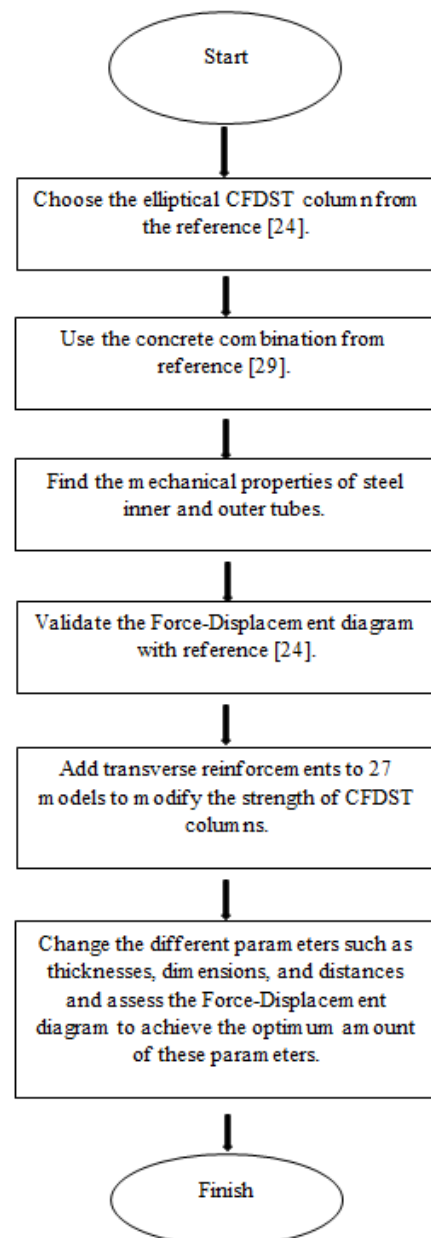 Start
Choose the elliptical CFDST column from
the reference [24].
Use the concrete combination from
reference [29].
Find the mechanical properties of steel
inner and outer tubes.
Validate the Force-Displacement diagram
with reference [24].
Add transverse reinforcements to 27
models to modify the strength of CFDST
columns.
Change the different parameters such as
thicknesses, dimensions, and distances
and assess the Force-Displacement
diagram to achieve the optimum amount
of these parameters.
Finish